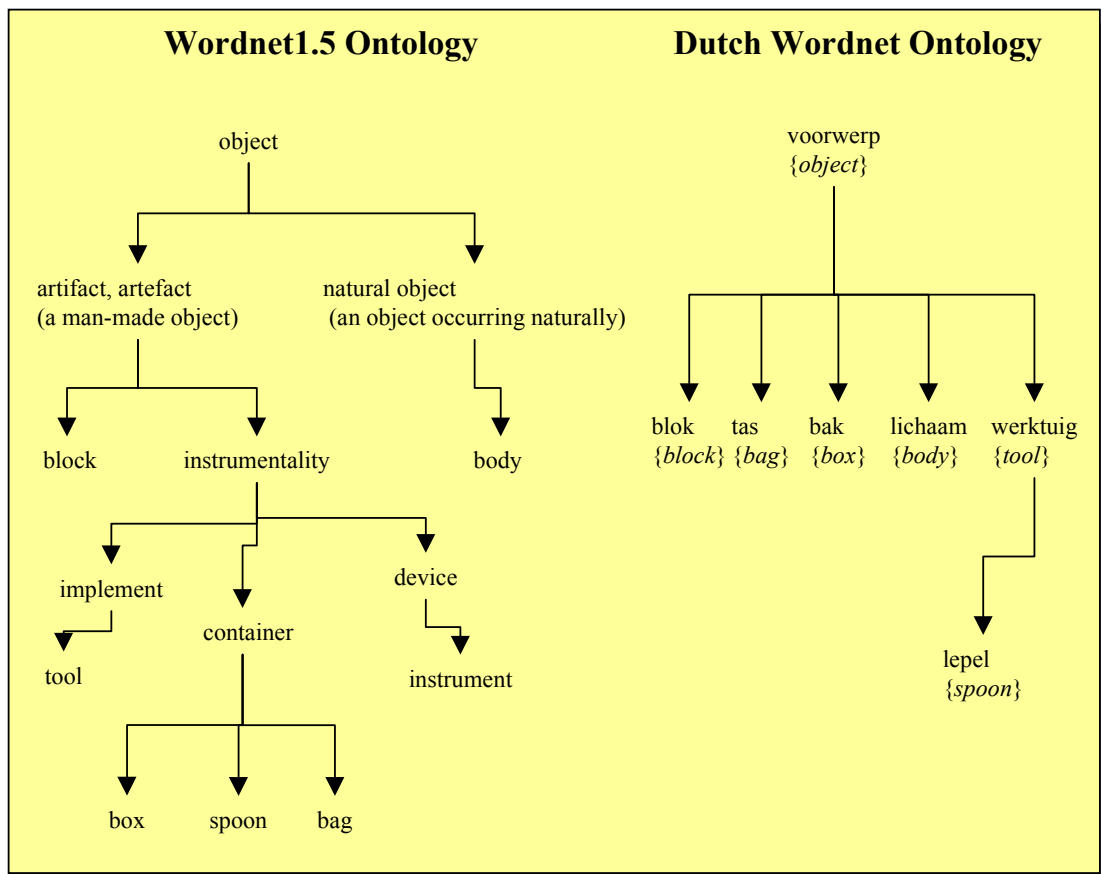 Wordnet1.5 Ontology
object
artifact, artefact
(a man-made object)
natural object
(an object occurring naturally)
block
instrumentality
body
implement
device
container
tool
instrument
box
spoon
bag
Dutch Wordnet Ontology
voorwerp
{object}
blok
{block}
tas
{bag}
bak
{box}
lichaam
{body}
werktuig
{tool}
lepel
{spoon}